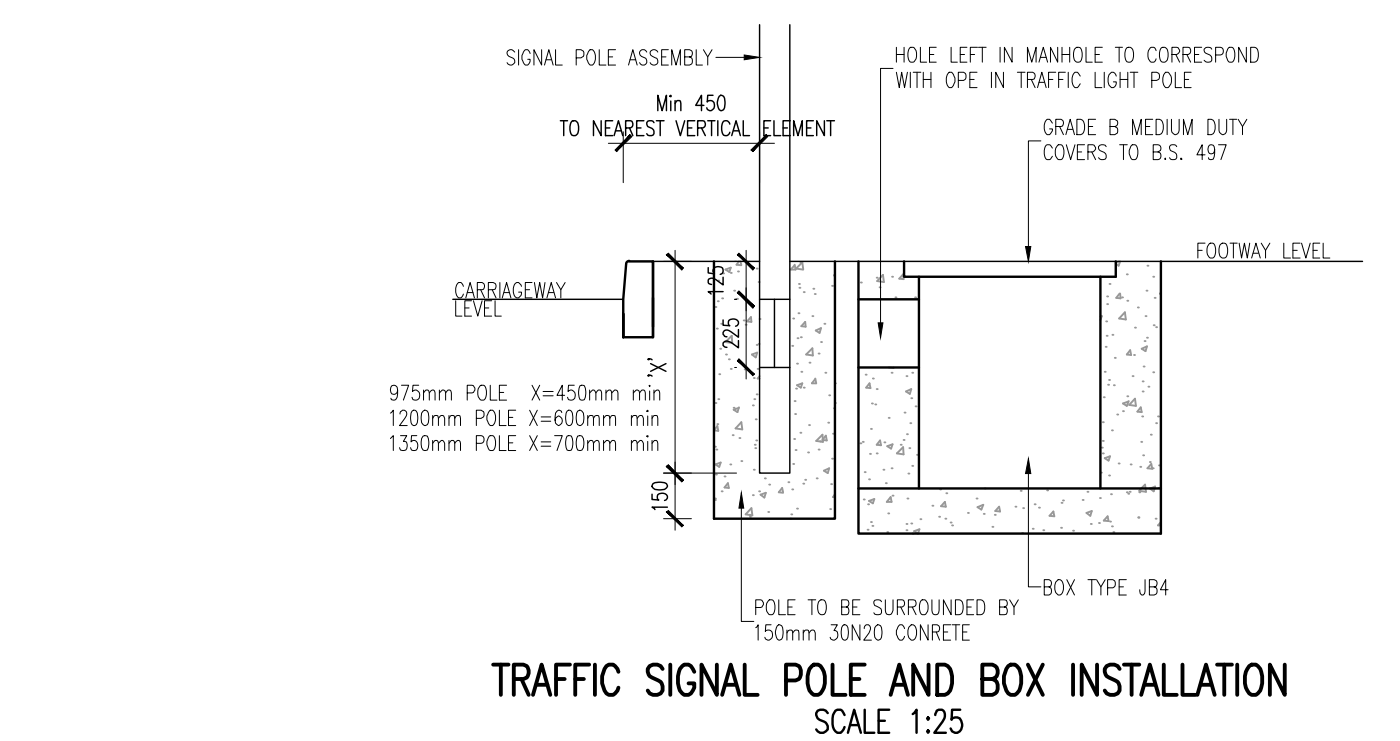 SIGNAL POLE ASSEMBLY
HOLE LEFT IN MANHOLE TO CORRESPOND
WITH OPE IN TRAFFIC LIGHT POLE
Min 450
TO NEAREST VERTICAL ELEMENT
GRADE B MEDIUM DUTY
COVERS TO B.S. 497
FOOTWAY LEVEL
CARRIAGEWAY
LEVEL
125
225
'X'
975mm POLE X=450mm min
1200mm POLE X=600mm min
1350mm POLE X=700mm min
150
BOX TYPE JB4
POLE TO BE SURROUNDED BY
150mm 30N20 CONRETE
TRAFFIC SIGNAL POLE AND BOX INSTALLATION
SCALE 1:25